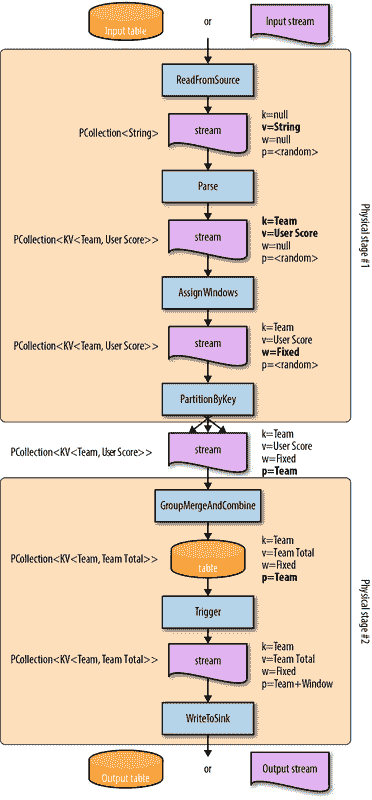 Input table
or
Input stream
ReadFromSource
PCollection<String>
stream
k=null
v=String
w=null
p=<random>
Parse
PCollection<KV<Team, User Score>>
stream
k=Team
v=User Score
w=null
p=<random>
AssignWindows
PCollection<KV<Team, User Score>>
stream
k=Team
v=User Score
w=Fixed
p=<random>
PartitionByKey
Physical stage #1
PCollection<KV<Team, User Score>>
stream
k=Team
v=User Score
w=Fixed
p=Team
GroupMergeAndCombine
PCollection<KV<Team, Team Total>>
table
k=Team
v=Team Total
w=Fixed
p=Team
Trigger
PCollection<KV<Team, Team Total>>
stream
k=Team
v=Team Total
w=Fixed
p=Team+Window
WriteToSink
Physical stage #2
Output table
or
Output stream